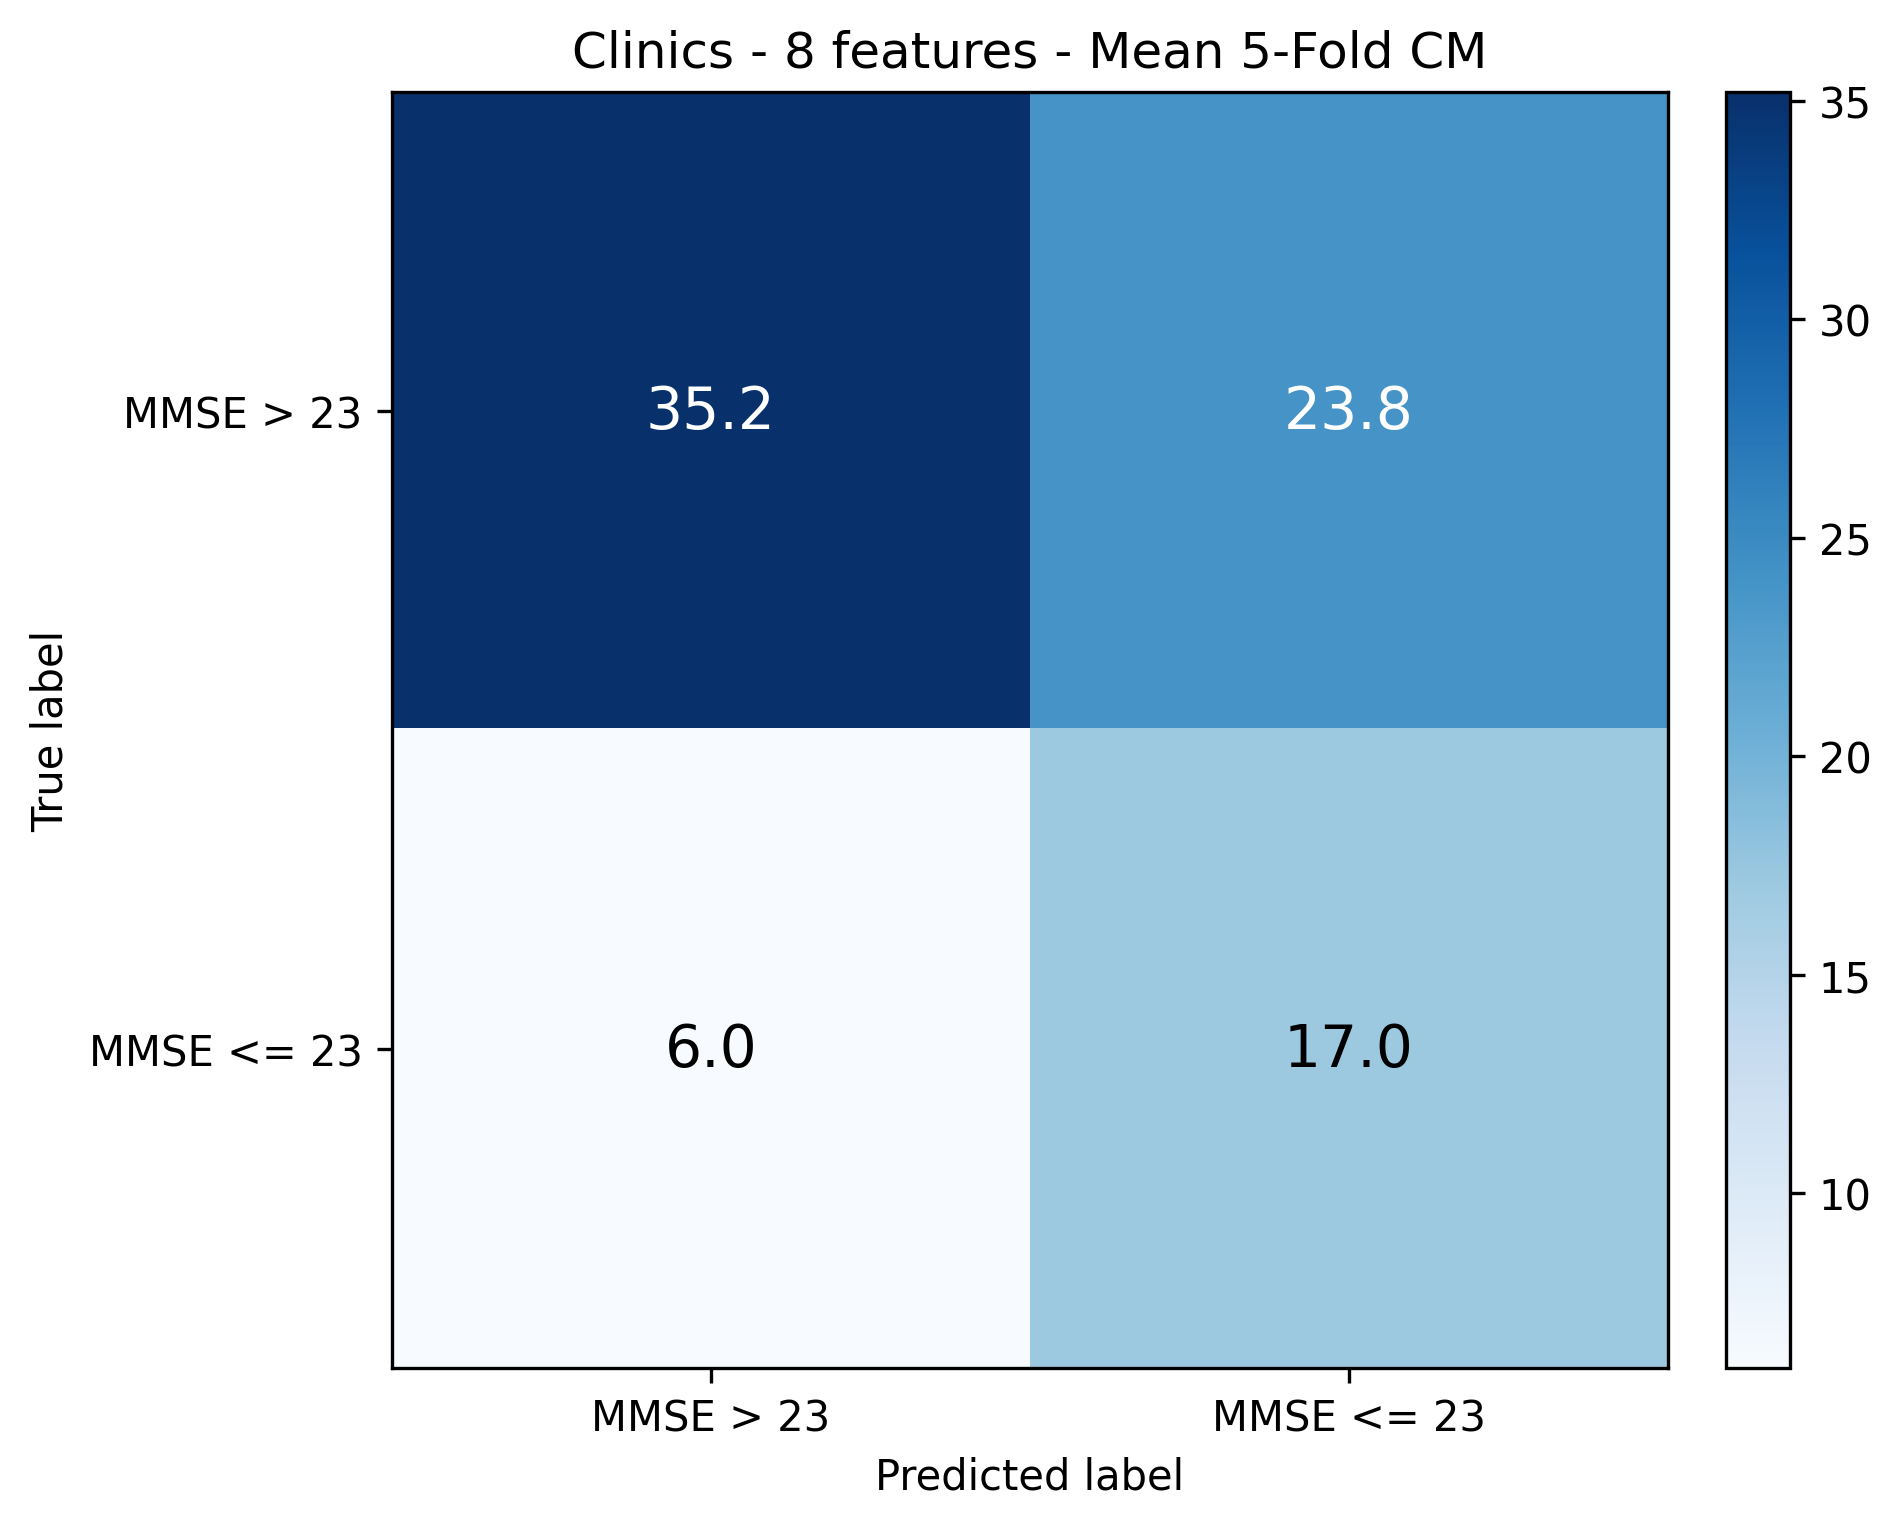 Clinics - 8 features - Mean 5-Fold CM
35
30
25
20
15
10
True label
MMSE > 23
35.2
23.8
MMSE <= 23
6.0
17.0
MMSE > 23
MMSE <= 23
Predicted label